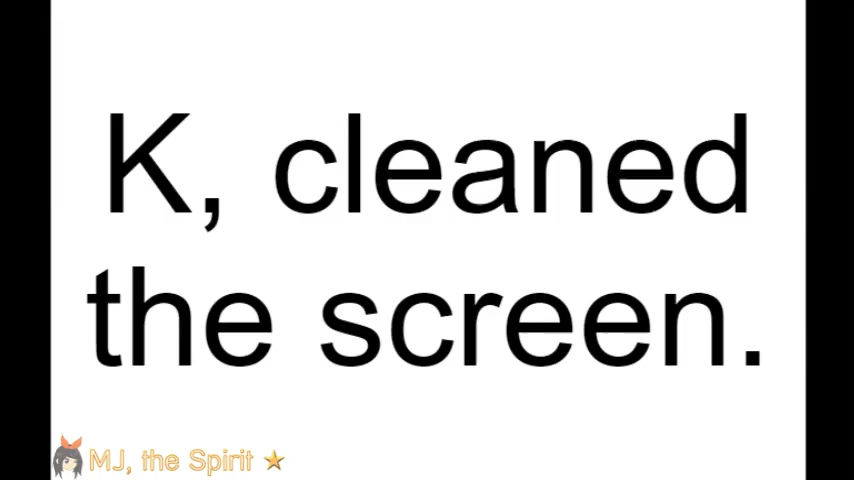 K, cleaned
the screen.
MJ, the Spirit